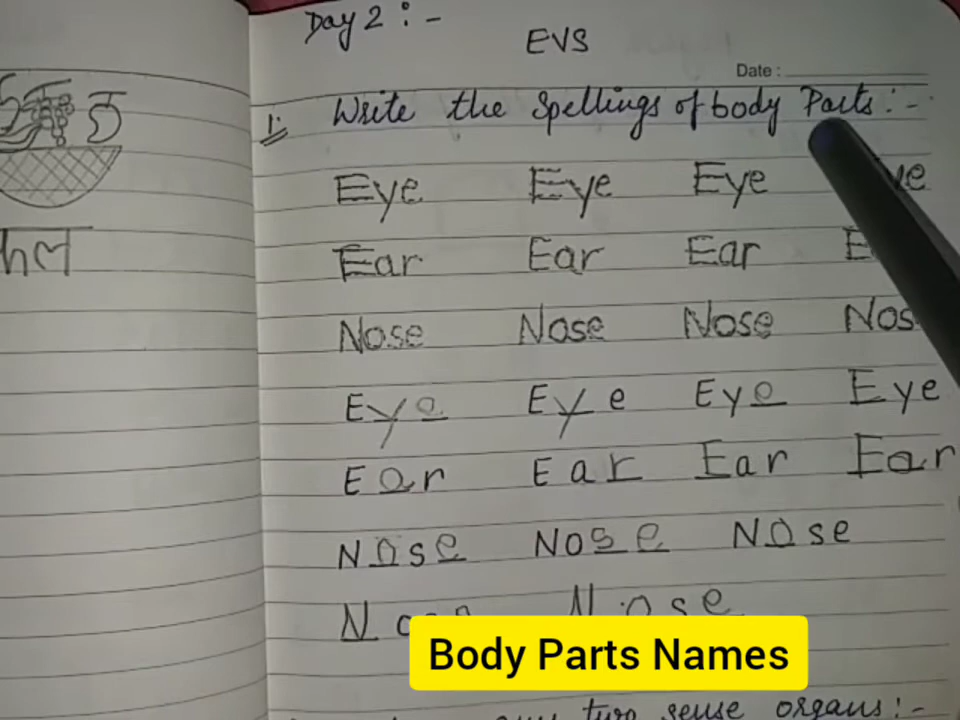 Day 2 :-
EVS
Date :
1. Write the Spellings of body Parts :-
Eye Eye Eye
Ear Ear Ear
Nose Nose Nose
Eye Eye Eye Eye
Ear Ear Ear Ear
Nose Nose Nose
Nose
Body Parts Names
two sense organs :-